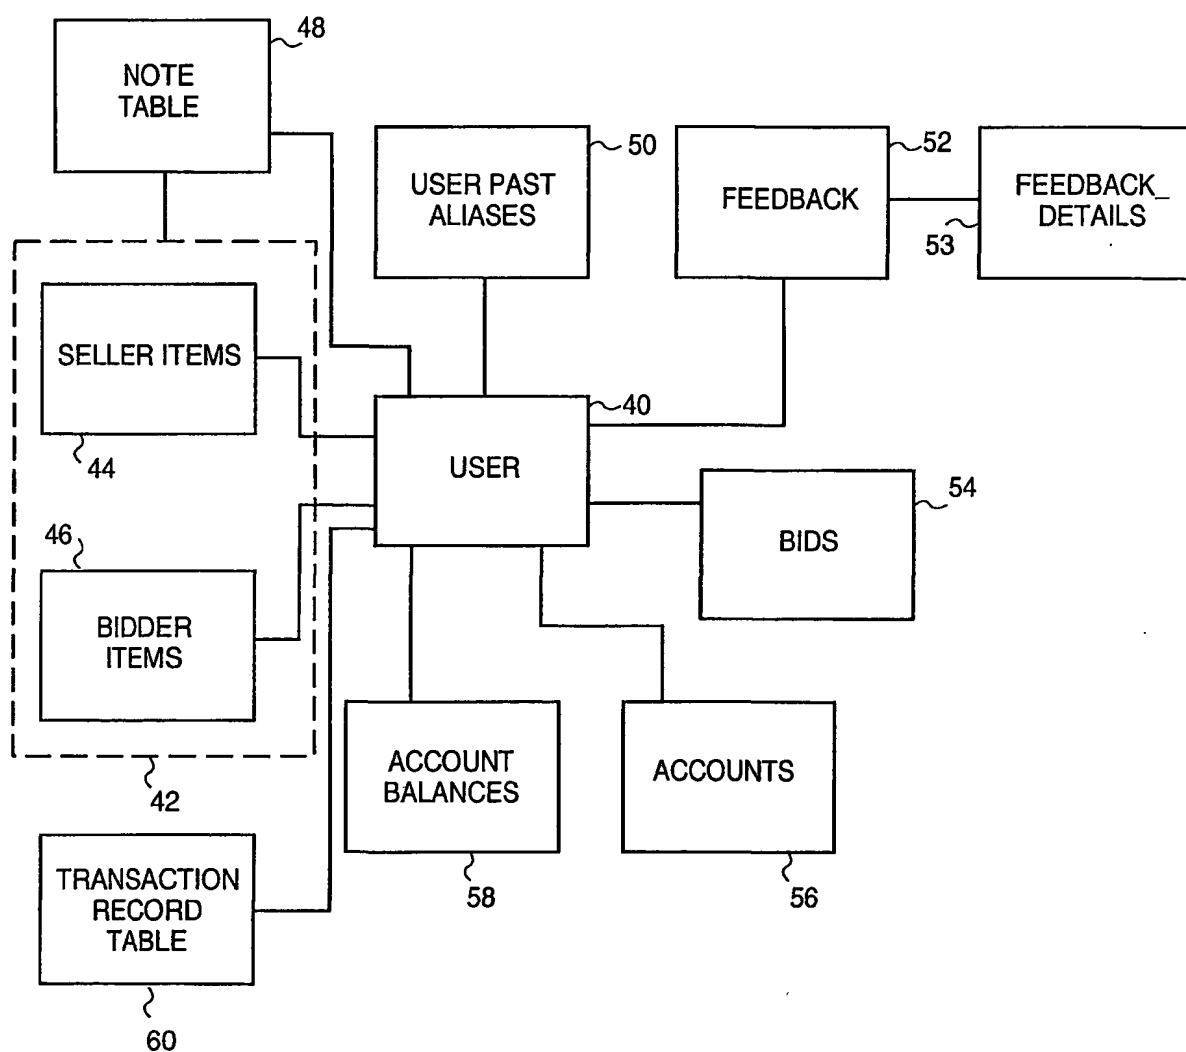 48
NOTE
TABLE
50
USER PAST
ALIASES
52
FEEDBACK
FEEDBACK_
DETAILS
53
SELLER ITEMS
44
40
USER
54
BIDS
46
BIDDER
ITEMS
42
ACCOUNT
BALANCES
58
ACCOUNTS
56
TRANSACTION
RECORD
TABLE
60